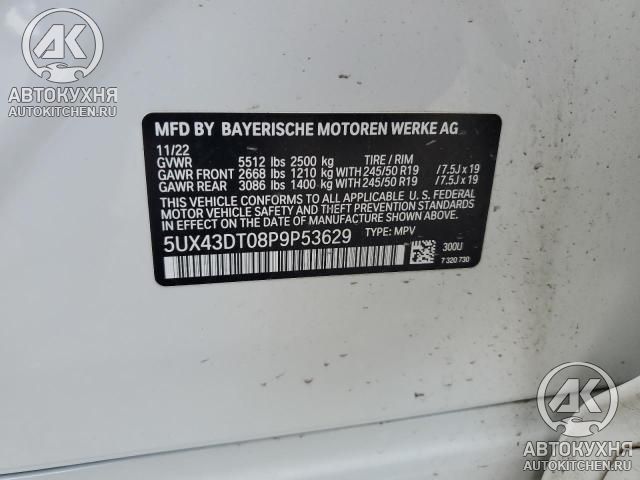 AK
АВТОКУХНЯ
AUTOKITCHEN.RU
MFD BY BAYERISCHE MOTOREN WERKE AG
11/22
GVWR 5512 lbs 2500 kg TIRE / RIM
GAWR FRONT 2668 lbs 1210 kg WITH 245/50 R19 /7.5J x 19
GAWR REAR 3086 lbs 1400 kg WITH 245/50 R19 /7.5J x 19
THIS VEHICLE CONFORMS TO ALL APPLICABLE U. S. FEDERAL
MOTOR VEHICLE SAFETY AND THEFT PREVENTION
STANDARDS IN EFFECT ON THE
DATE OF MANUFACTURE SHOWN ABOVE.
5UX43DT08P9P53629 TYPE: MPV
300U
7 320 730
AK
АВТОКУХНЯ
AUTOKITCHEN.RU